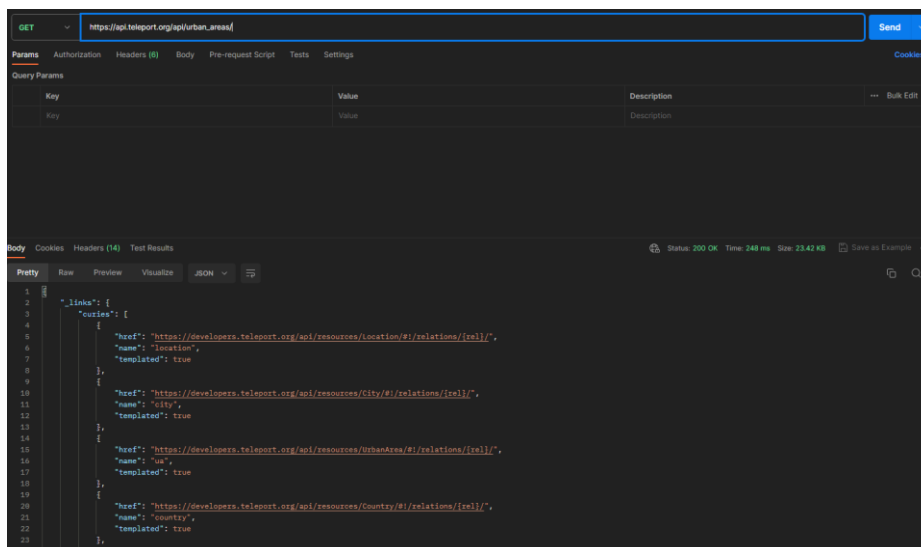 GET https://api.teleport.org/api/urban_areas/ Send
Params Authorization Headers (6) Body Pre-request Script Tests Settings Cookies
Query Params
Key Value Description ••• Bulk Edit
Key Value Description
Body Cookies Headers (14) Test Results Status: 200 OK Time: 248 ms Size: 23.42 KB Save as Example
Pretty Raw Preview Visualize JSON
1 {
2 "_links": {
3 "curies": [
4 {
5 "href": "https://developers.teleport.org/api/resources/Location/#!/relations/{rel}/",
6 "name": "location",
7 "templated": true
8 },
9 {
10 "href": "https://developers.teleport.org/api/resources/City/#!/relations/{rel}/",
11 "name": "city",
12 "templated": true
13 },
14 {
15 "href": "https://developers.teleport.org/api/resources/UrbanArea/#!/relations/{rel}/",
16 "name": "ua",
17 "templated": true
18 },
19 {
20 "href": "https://developers.teleport.org/api/resources/Country/#!/relations/{rel}/",
21 "name": "country",
22 "templated": true
23 },